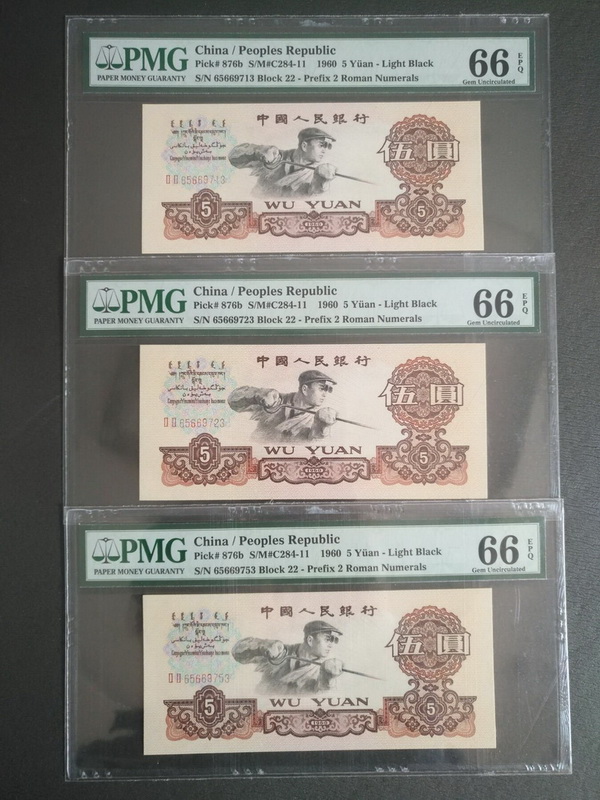 PMG
PAPER MONEY GUARANTY
China / Peoples Republic
Pick# 876b S/M#C284-11 1960 5 Yüan - Light Black
S/N 65669713 Block 22 - Prefix 2 Roman Numerals
66 EPQ
Gem Uncirculated
中國人民銀行
65669713
伍圓
5
WU YUAN
1960
5
PMG
PAPER MONEY GUARANTY
China / Peoples Republic
Pick# 876b S/M#C284-11 1960 5 Yüan - Light Black
S/N 65669723 Block 22 - Prefix 2 Roman Numerals
66 EPQ
Gem Uncirculated
中國人民銀行
65669723
伍圓
5
WU YUAN
1960
5
PMG
PAPER MONEY GUARANTY
China / Peoples Republic
Pick# 876b S/M#C284-11 1960 5 Yüan - Light Black
S/N 65669753 Block 22 - Prefix 2 Roman Numerals
66 EPQ
Gem Uncirculated
中國人民銀行
65669753
伍圓
5
WU YUAN
1960
5